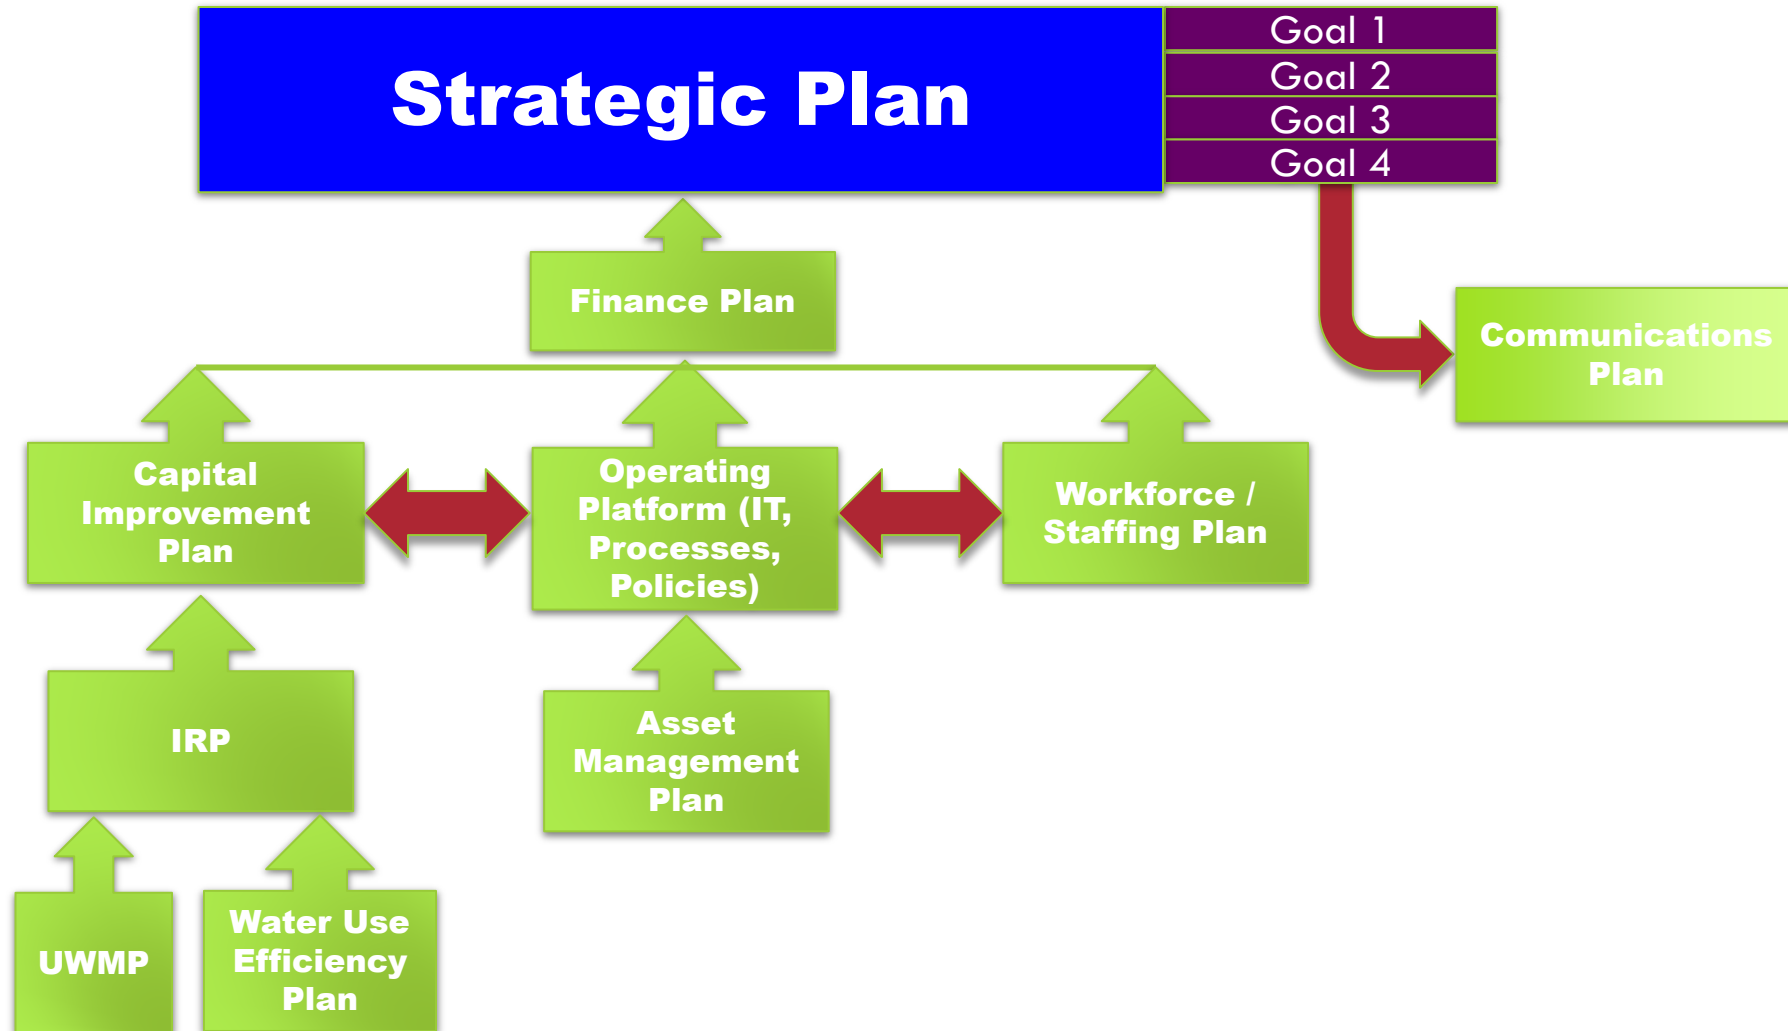 Strategic Plan
Goal 1
Goal 2
Goal 3
Goal 4
Finance Plan
Communications
Plan
Capital
Improvement
Plan
Operating
Platform (IT,
Processes,
Policies)
Workforce /
Staffing Plan
IRP
Asset
Management
Plan
UWMP
Water Use
Efficiency
Plan